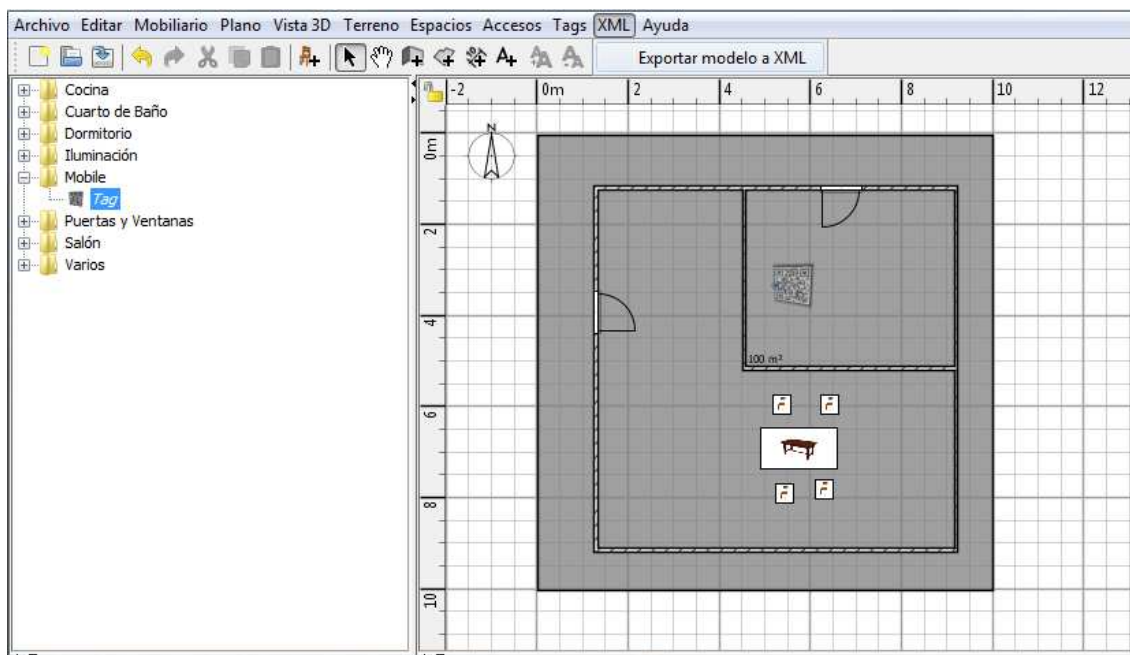 Archivo Editar Mobiliario Plano Vista 3D Terreno Espacios Accesos Tags XML Ayuda
Exportar modelo a XML
Cocina
Cuarto de Baño
Dormitorio
Iluminación
Mobile
Tag
Puertas y Ventanas
Salón
Varios
-2 0m 2 4 6 8 10 12
0m
2
4
6
8
10
N
100 m²